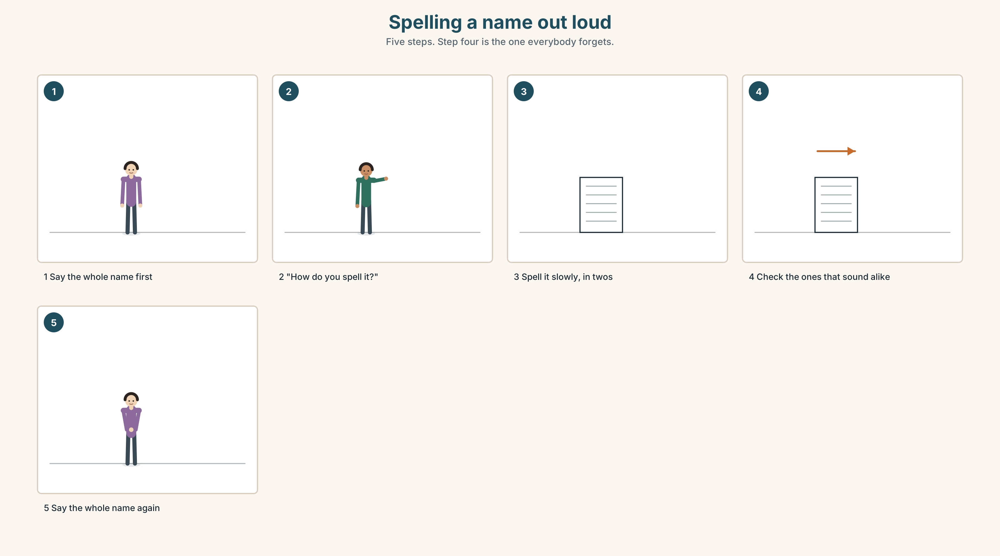 Spelling a name out loud
Five steps. Step four is the one everybody forgets.
1
2
3
4
1 Say the whole name first
2 "How do you spell it?"
3 Spell it slowly, in twos
4 Check the ones that sound alike
5
5 Say the whole name again